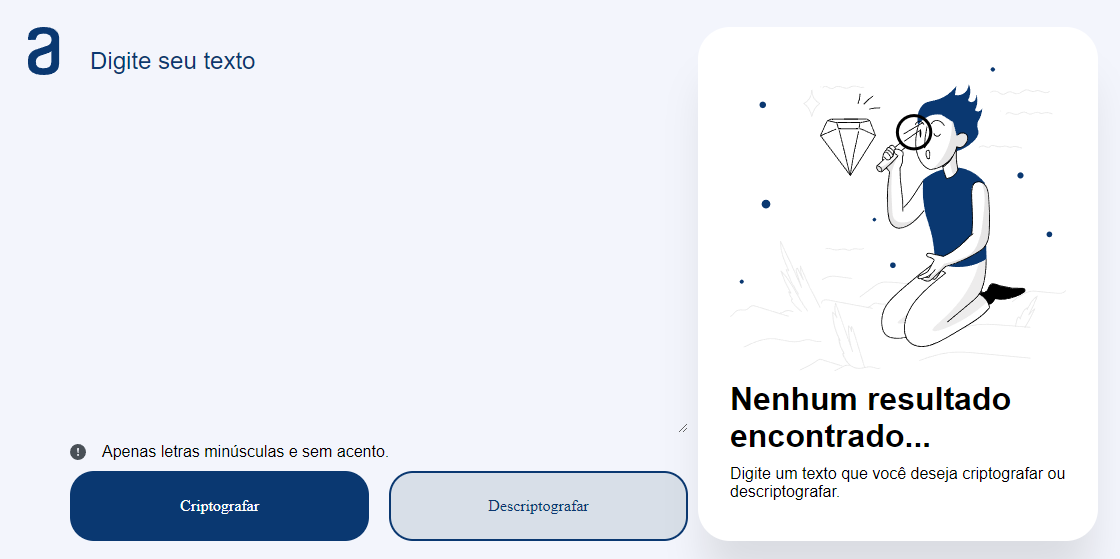 a
Digite seu texto
Apenas letras minúsculas e sem acento.
Criptografar
Descriptografar
Nenhum resultado
encontrado...
Digite um texto que você deseja criptografar ou
descriptografar.